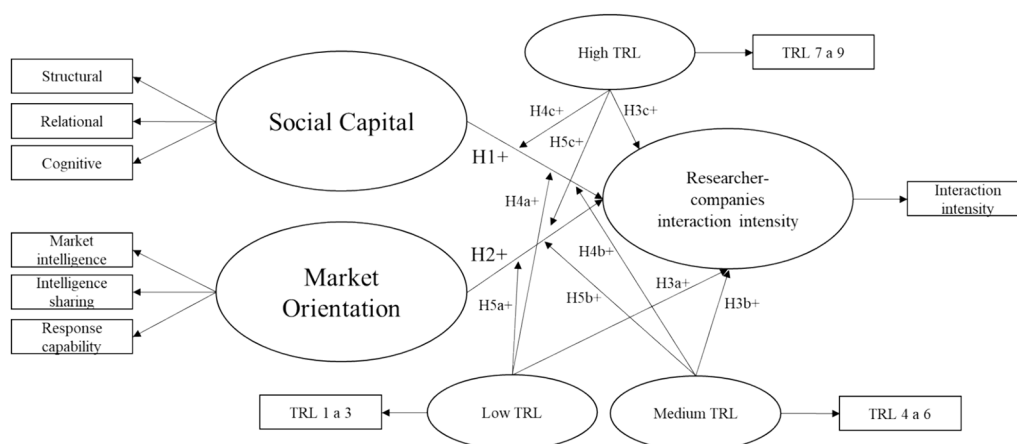 High TRL
TRL 7 a 9
Structural
Relational
Cognitive
Social Capital
H4c+
H3c+
H5c+
H1+
H4a+
Researcher-
companies
interaction intensity
Interaction
intensity
Market
intelligence
Intelligence
sharing
Response
capability
Market
Orientation
H2+
H4b+
H3a+
H5a+
H5b+
H3b+
TRL 1 a 3
Low TRL
Medium TRL
TRL 4 a 6